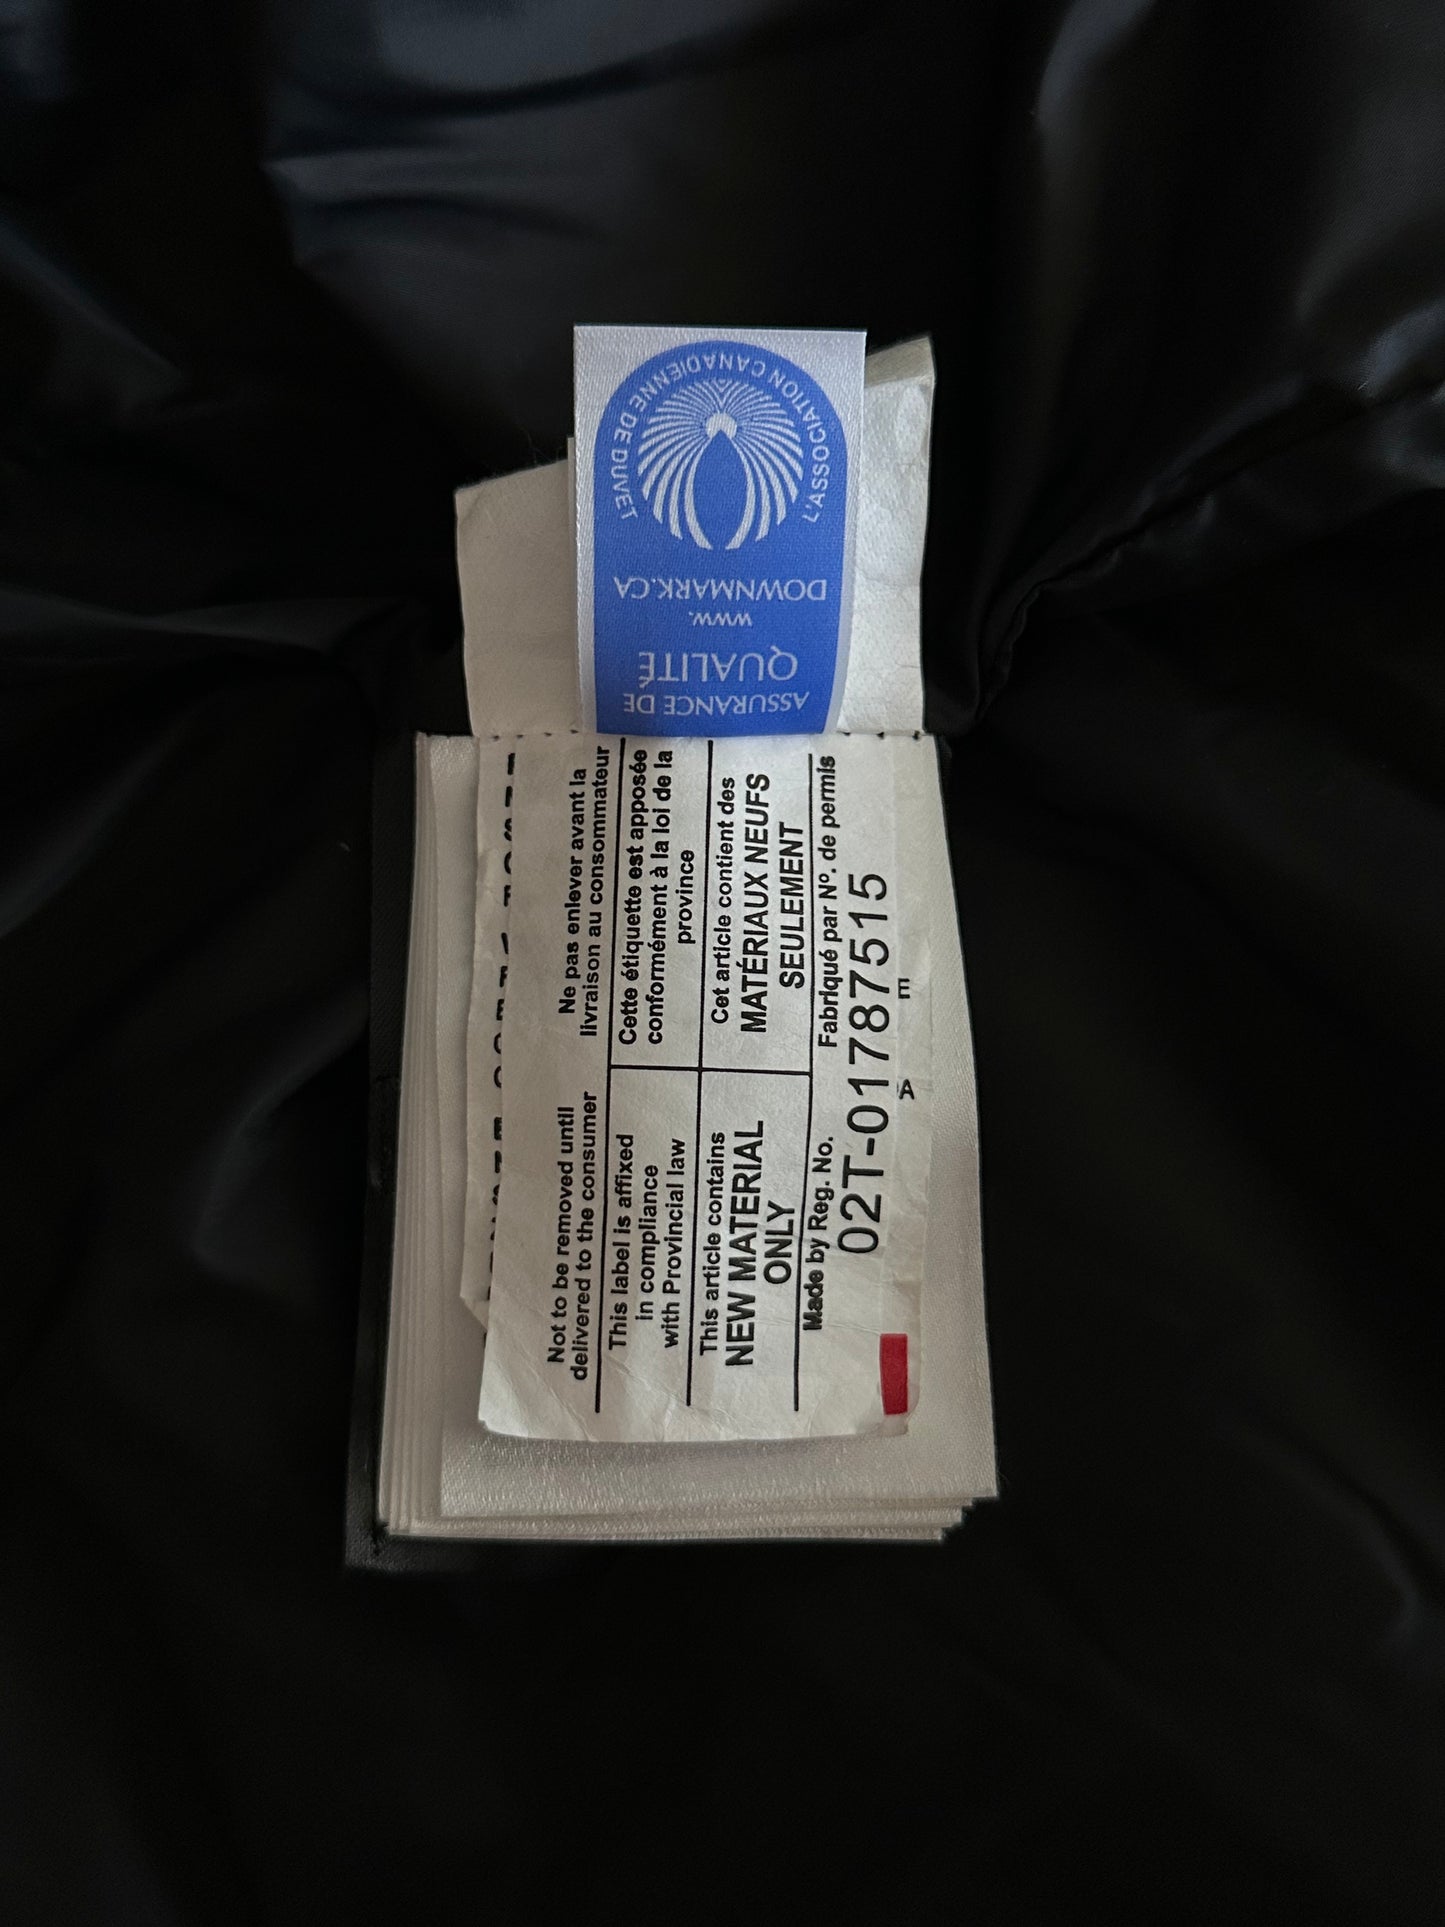 L'ASSOCIATION CANADIENNE DE DUVET
ASSURANCE DE
QUALITÉ
WWW.
DOWNMARK.CA
Not to be removed until
delivered to the consumer
Ne pas enlever avant la
livraison au consommateur
This label is affixed
in compliance
with Provincial law
Cette étiquette est apposée
conformément à la loi de la
province
This article contains
NEW MATERIAL
ONLY
Cet article contient des
MATÉRIAUX NEUFS
SEULEMENT
Made by Reg. No.
Fabriqué par Nº. de permis
02T-01787515
A
E